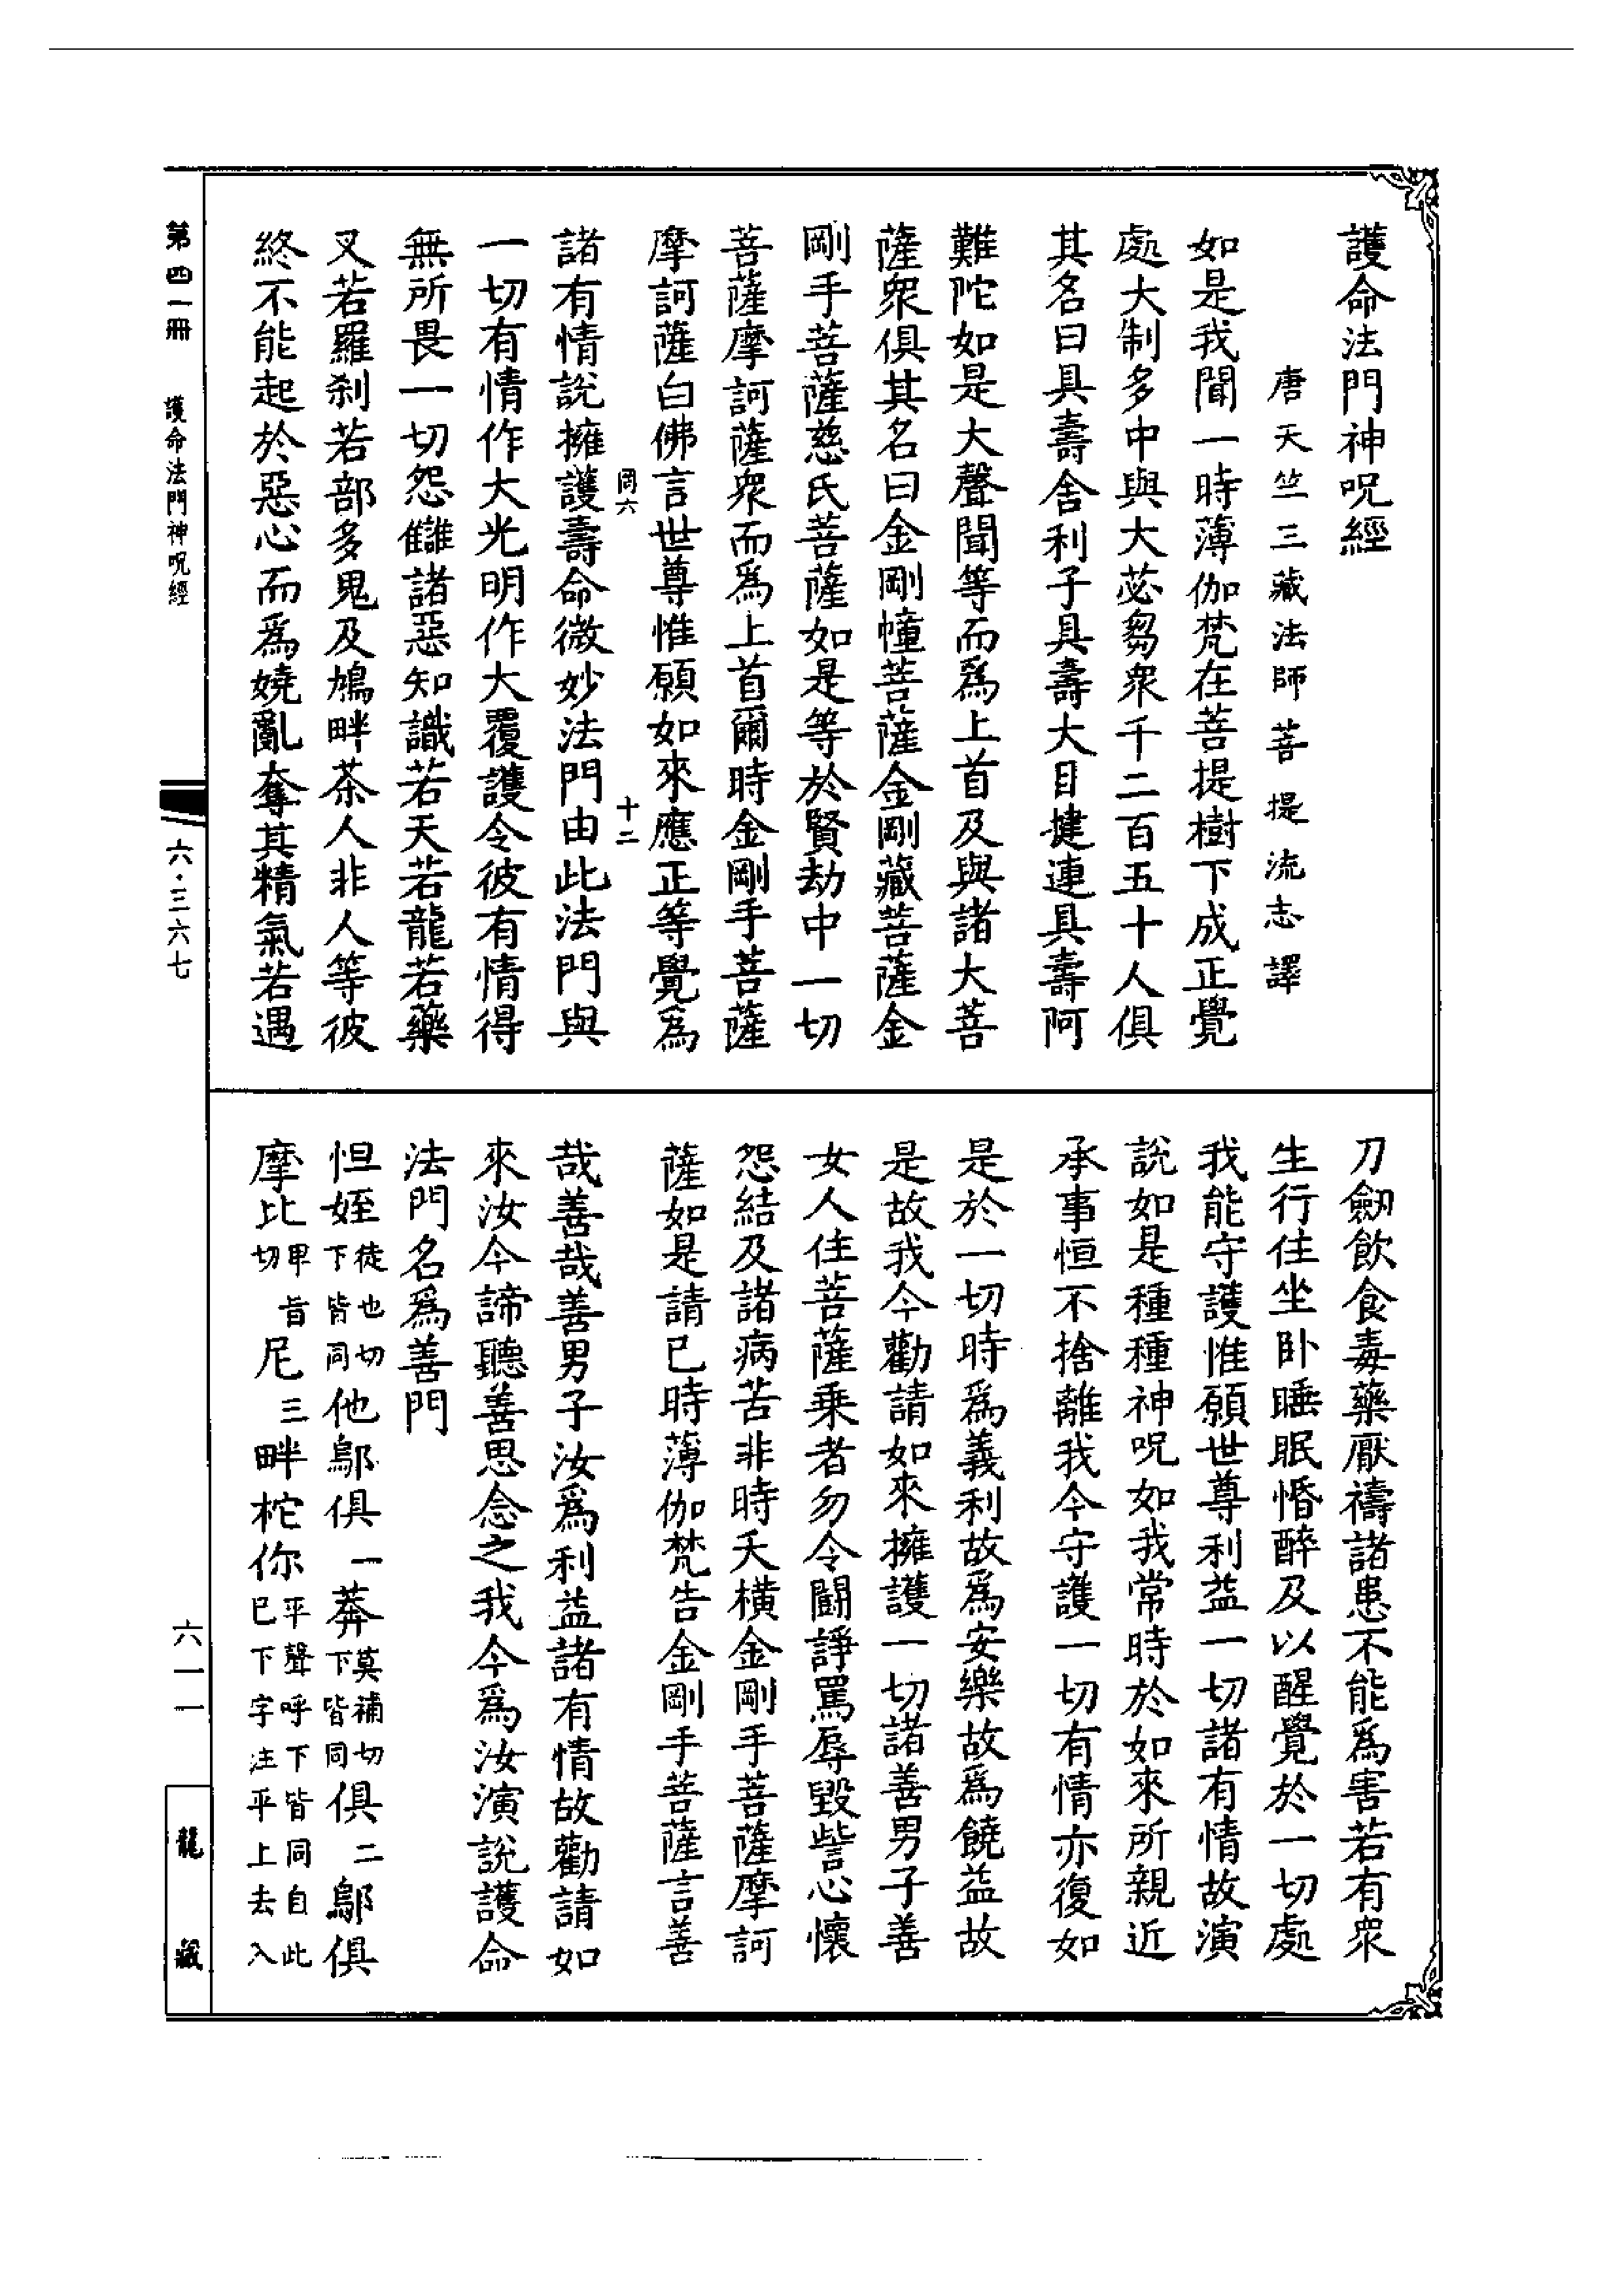 護命法門神呪經
唐天竺三藏法師菩提流志譯
如是我聞一時薄伽梵在菩提樹下成正覺
處大制多中與大苾芻衆千二百五十人俱
其名曰具壽舍利子具壽大目揵連具壽阿
難陀如是大聲聞等而爲上首及與諸大菩
薩衆俱其名曰金剛幢菩薩金剛藏菩薩金
剛手菩薩慈氏菩薩如是等於賢劫中一切
菩薩摩訶薩衆而爲上首爾時金剛手菩薩
摩訶薩白佛言世尊惟願如來應正等覺爲
罔六 十二
諸有情說擁護壽命微妙法門由此法門與
一切有情作大光明作大覆護令彼有情得
無所畏一切怨讎諸惡知識若天若龍若藥
叉若羅剎若部多鬼及鳩畔茶人非人等彼
終不能起於惡心而爲嬈亂奪其精氣若遇
刀劒飲食毒藥厭禱諸患不能爲害若有衆
生行住坐卧睡眠惛醉及以醒覺於一切處
我能守護惟願世尊利益一切諸有情故演
說如是種種神呪如我常時於如來所親近
承事恒不捨離我今守護一切有情亦復如
是於一切時爲義利故爲安樂故爲饒益故
是故我今勸請如來擁護一切諸善男子善
女人住菩薩乘者勿令鬭諍罵辱毀訾心懷
怨結及諸病苦非時夭橫金剛手菩薩摩訶
薩如是請已時薄伽梵告金剛手菩薩言善
哉善哉善男子汝爲利益諸有情故勸請如
來汝今諦聽善思念之我今爲汝演說護命
法門名爲善門
怛姪徒也切下皆同他鄔俱一莽莫補切下皆同俱二鄔俱
摩比卑旨切尼三畔柁你平聲呼下皆同自此已下字注平上去入
第四一冊 護命法門神呪經 六·三六七 六一一 龍藏